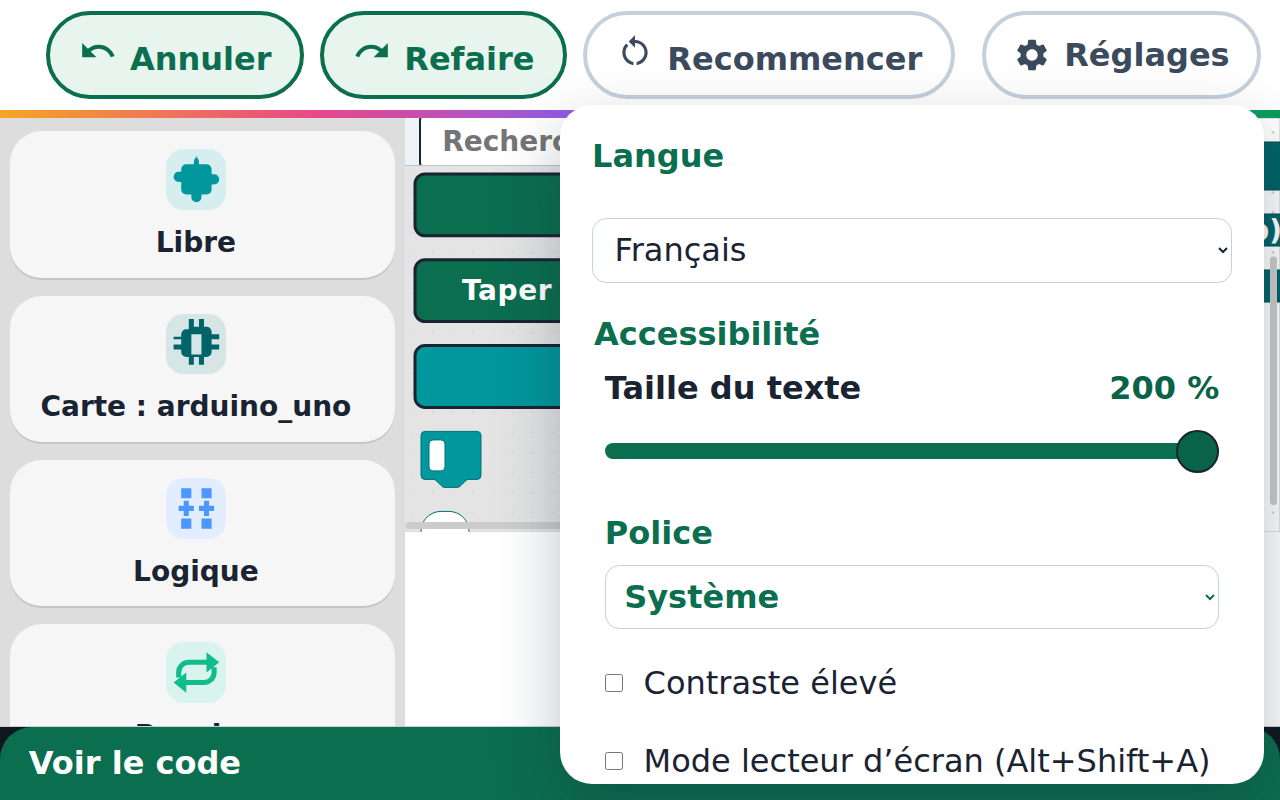 Annuler
Refaire
Recommencer
Réglages
Libre
Carte : arduino_uno
Logique
Taper
Langue
Français
Accessibilité
Taille du texte
200 %
Police
Système
Contraste élevé
Mode lecteur d’écran (Alt+Shift+A)
Voir le code